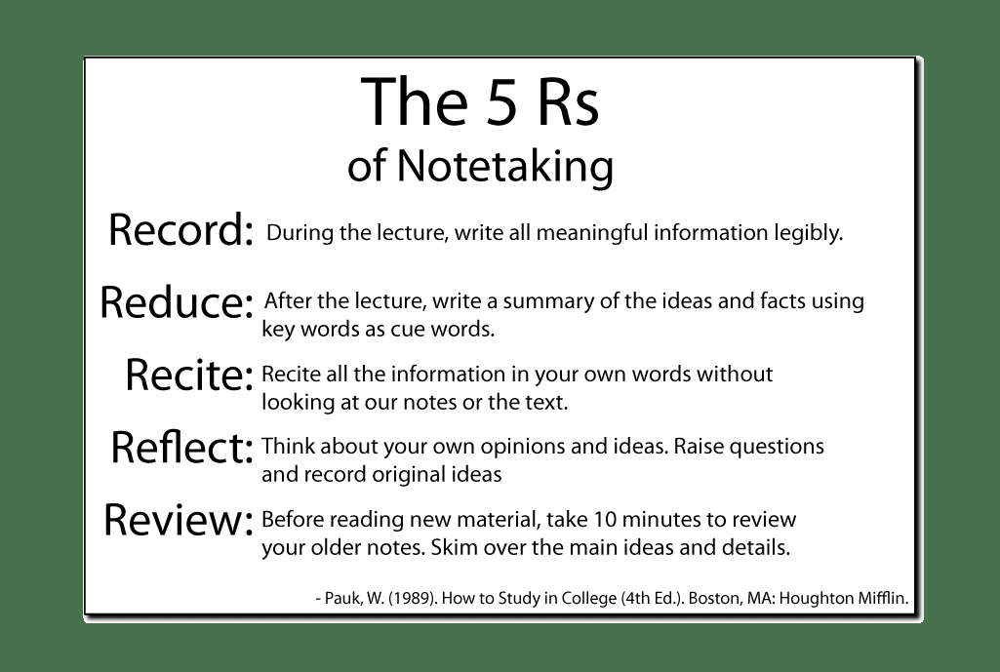 The 5 Rs
of Notetaking
Record: During the lecture, write all meaningful information legibly.
Reduce: After the lecture, write a summary of the ideas and facts using
key words as cue words.
Recite: Recite all the information in your own words without
looking at our notes or the text.
Reflect: Think about your own opinions and ideas. Raise questions
and record original ideas
Review: Before reading new material, take 10 minutes to review
your older notes. Skim over the main ideas and details.
- Pauk, W. (1989). How to Study in College (4th Ed.). Boston, MA: Houghton Mifflin.